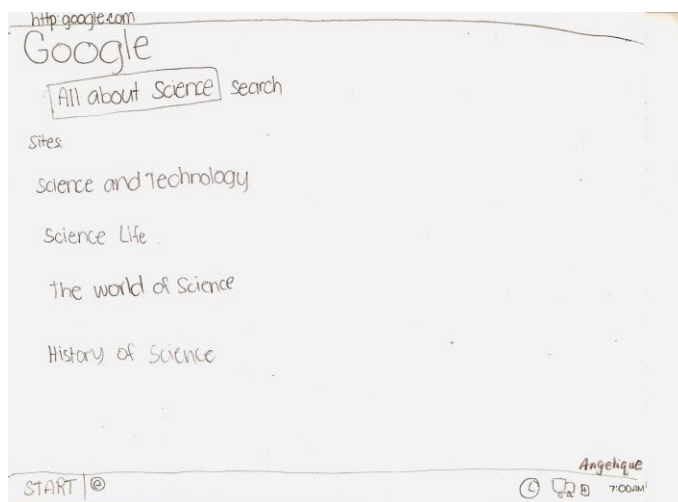 http:google.com
Google
All about Science search
Sites:
Science and Technology
Science Life
The world of Science
History of Science
Angelique
START @
7:00AM